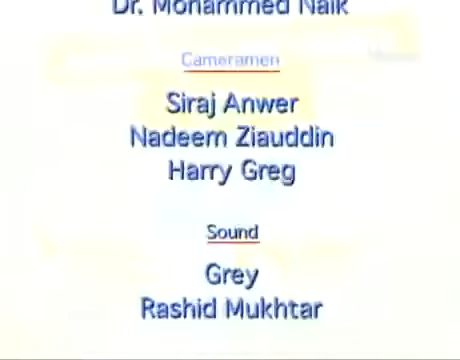 Dr. Mohammed Naik
Cameramen
Siraj Anwer
Nadeem Ziauddin
Harry Greg
Sound
Grey
Rashid Mukhtar